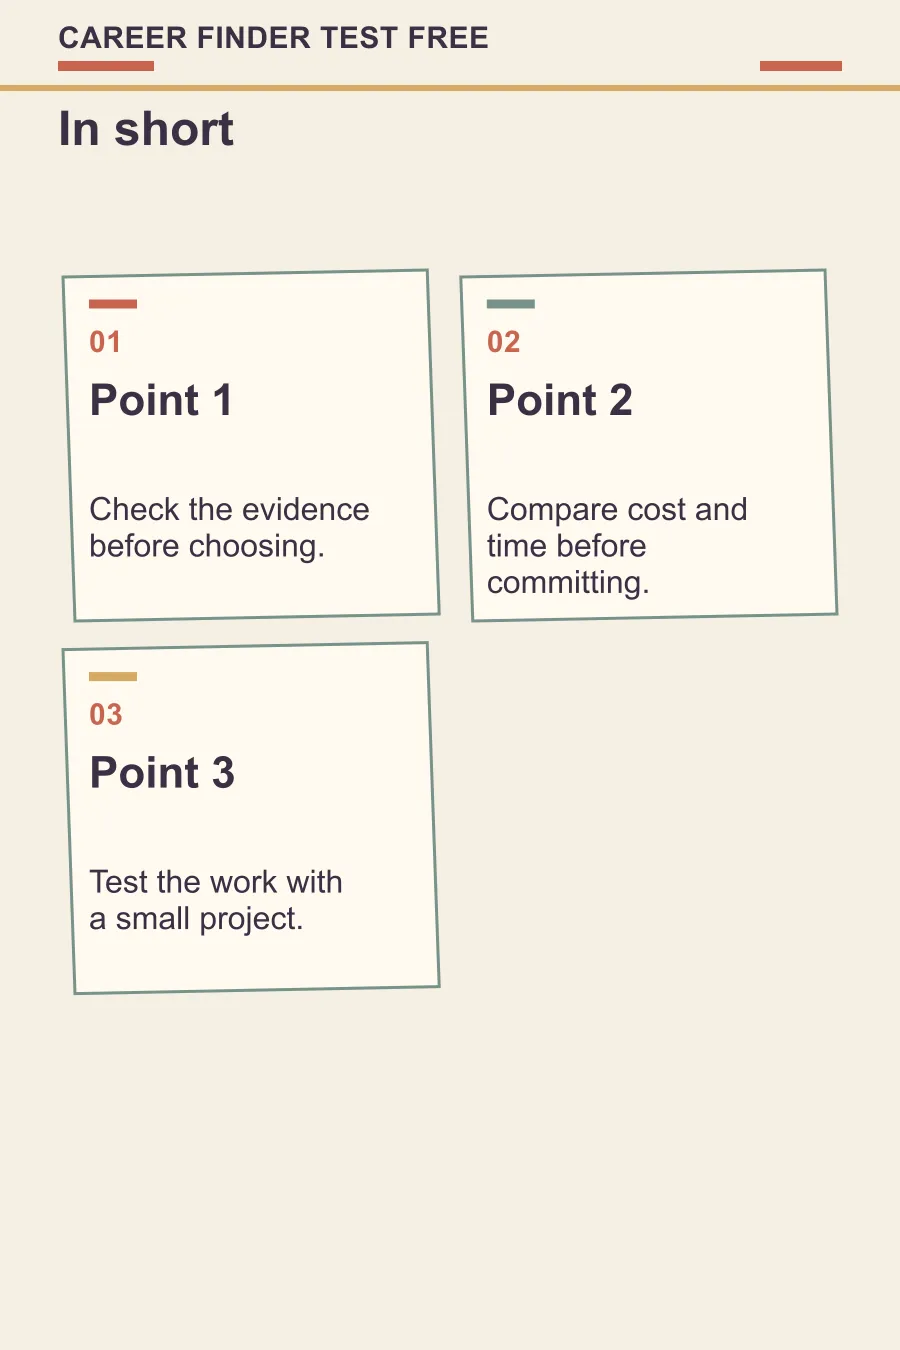 CAREER FINDER TEST FREE
In short
01
Point 1
Check the evidence
before choosing.
02
Point 2
Compare cost and
time before
committing.
03
Point 3
Test the work with
a small project.